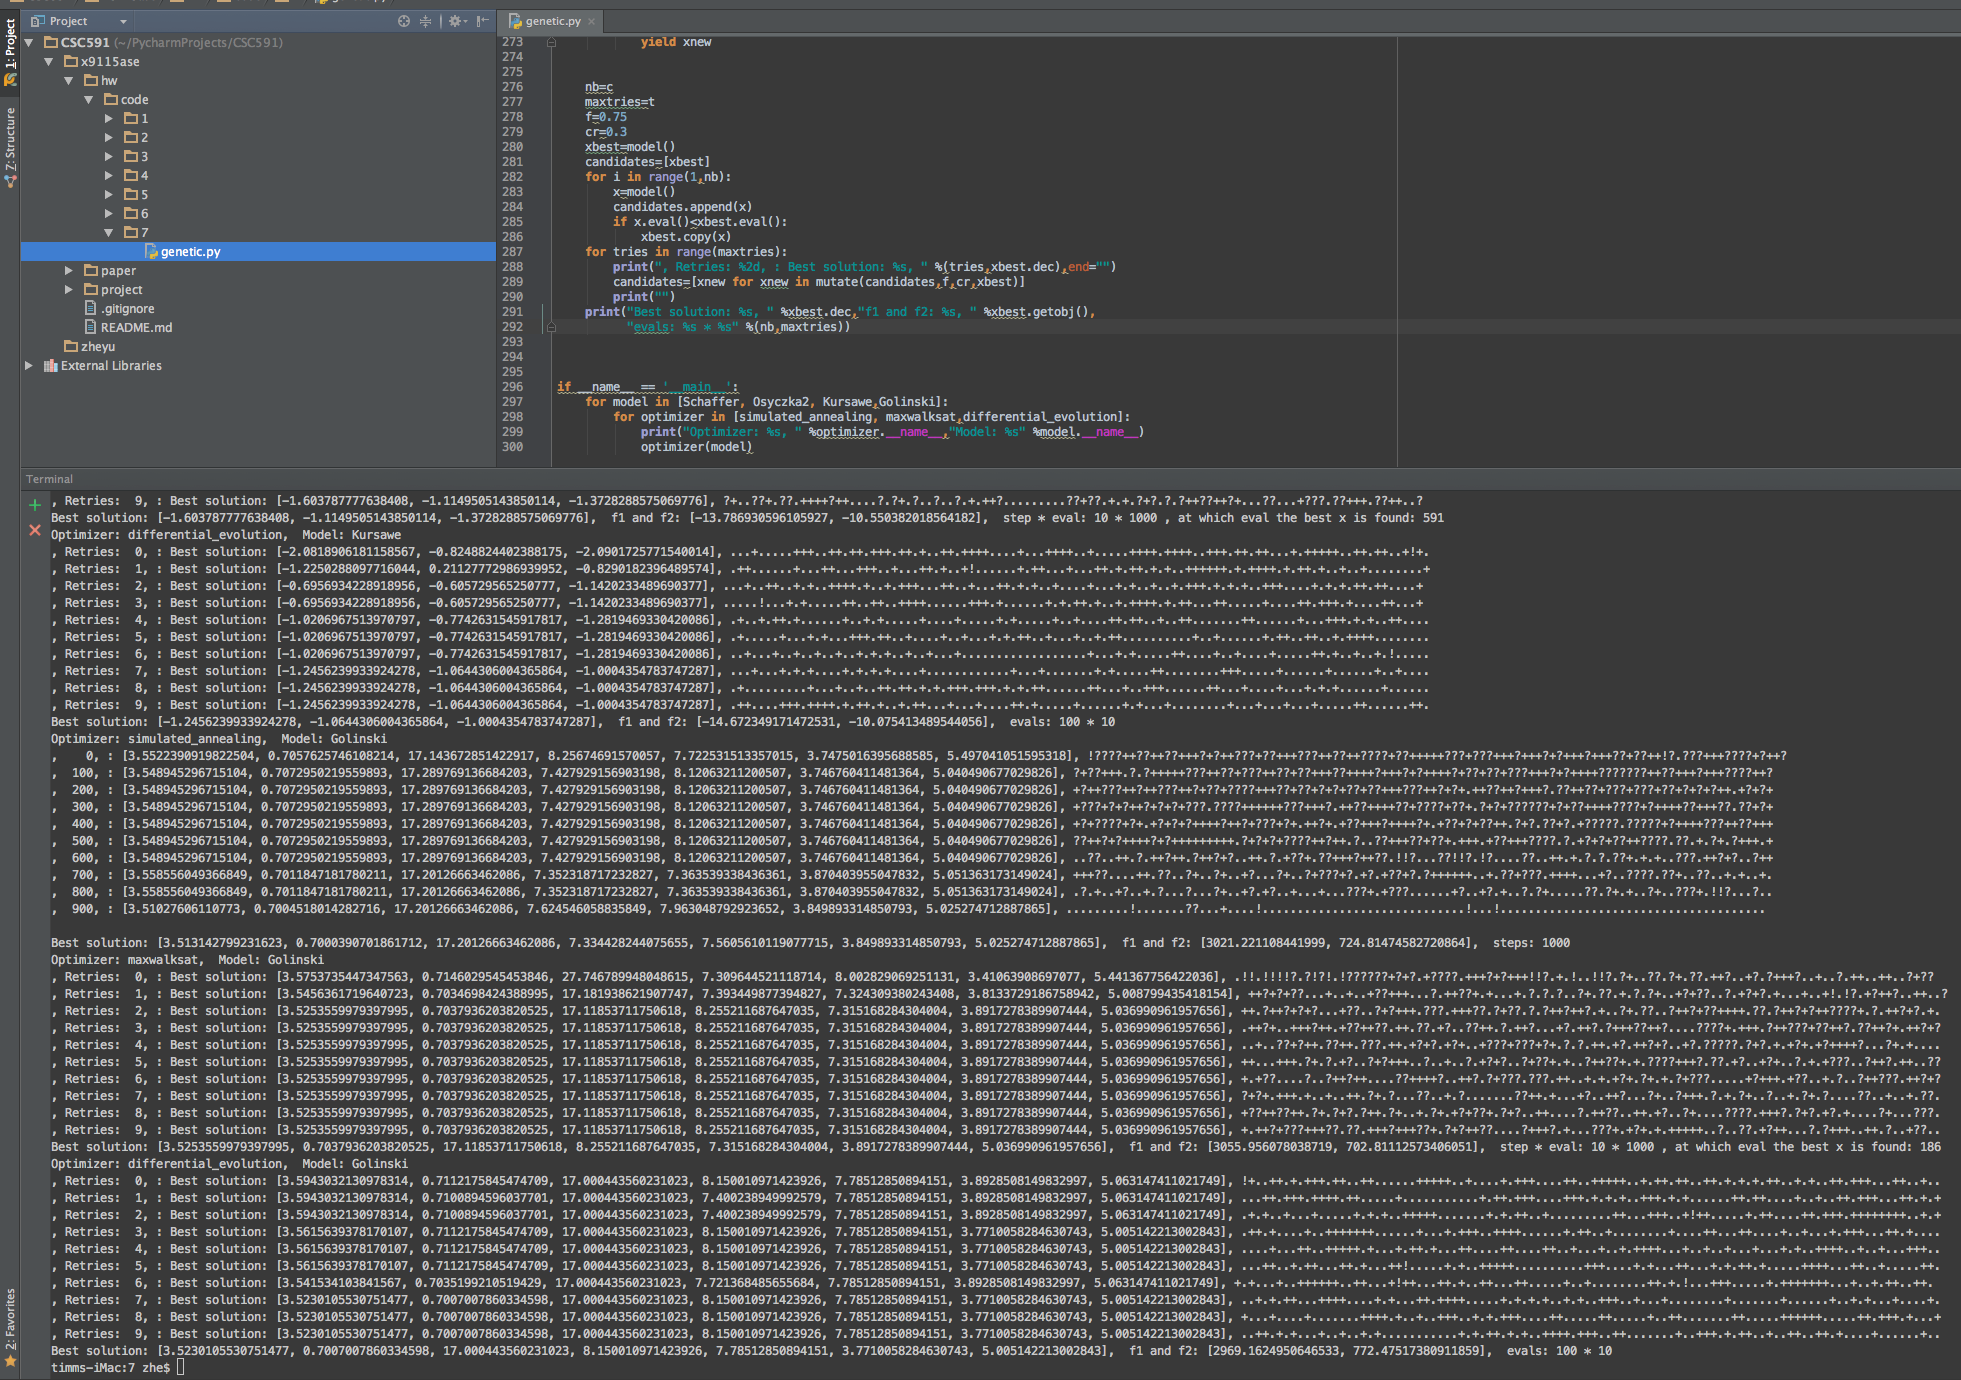 Project
CSC591 (~/PycharmProjects/CSC591)
x9115ase
hw
code
1
2
3
4
5
6
7
genetic.py
paper
project
.gitignore
README.md
zheyu
External Libraries
1: Project
7: Structure
2: Favorites
genetic.py
273 yield xnew
274
275
276 nb=c
277 maxtries=t
278 f=0.75
279 cr=0.3
280 xbest=model()
281 candidates=[xbest]
282 for i in range(1,nb):
283 x=model()
284 candidates.append(x)
285 if x.eval()<xbest.eval():
286 xbest.copy(x)
287 for tries in range(maxtries):
288 print(", Retries: %2d, : Best solution: %s, " %(tries,xbest.dec),end="")
289 candidates=[xnew for xnew in mutate(candidates,f,cr,xbest)]
290 print("")
291 print("Best solution: %s, " %xbest.dec,"f1 and f2: %s, " %xbest.getobj(),
292 "evals: %s * %s" %(nb,maxtries))
293
294
295
296 if __name__ == '__main__':
297 for model in [Schaffer, Osyczka2, Kursawe,Golinski]:
298 for optimizer in [simulated_annealing, maxwalksat,differential_evolution]:
299 print("Optimizer: %s, " %optimizer.__name__,"Model: %s" %model.__name__)
300 optimizer(model)
Terminal
, Retries:  9, : Best solution: [-1.603787777638408, -1.1149505143850114, -1.3728288575069776],
Best solution: [-1.603787777638408, -1.1149505143850114, -1.3728288575069776],  f1 and f2: [-13.786930596105927, -10.550382018564182],  step * eval: 10 * 1000 , at which eval the best x is found: 591
Optimizer: differential_evolution,  Model: Kursawe
, Retries:  0, : Best solution: [-2.0818906181158567, -0.8248824402388175, -2.0901725771540014],
, Retries:  1, : Best solution: [-1.2250288097716044, 0.21127772986939952, -0.8290182396489574],
, Retries:  2, : Best solution: [-0.6956934228918956, -0.605729565250777, -1.1420233489690377],
, Retries:  3, : Best solution: [-0.6956934228918956, -0.605729565250777, -1.1420233489690377],
, Retries:  4, : Best solution: [-1.0206967513970797, -0.7742631545917817, -1.2819469330420086],
, Retries:  5, : Best solution: [-1.0206967513970797, -0.7742631545917817, -1.2819469330420086],
, Retries:  6, : Best solution: [-1.0206967513970797, -0.7742631545917817, -1.2819469330420086],
, Retries:  7, : Best solution: [-1.2456239933924278, -1.0644306004365864, -1.0004354783747287],
, Retries:  8, : Best solution: [-1.2456239933924278, -1.0644306004365864, -1.0004354783747287],
, Retries:  9, : Best solution: [-1.2456239933924278, -1.0644306004365864, -1.0004354783747287],
Best solution: [-1.2456239933924278, -1.0644306004365864, -1.0004354783747287],  f1 and f2: [-14.672349171472531, -10.075413489544056],  evals: 100 * 10
Optimizer: simulated_annealing,  Model: Golinski
,    0, : [3.5522390919822504, 0.7057625746108214, 17.143672851422917, 8.25674691570057, 7.722531513357015, 3.7475016395688585, 5.497041051595318],
,  100, : [3.548945296715104, 0.7072950219559893, 17.289769136684203, 7.427929156903198, 8.12063211200507, 3.746760411481364, 5.040490677029826],
,  200, : [3.548945296715104, 0.7072950219559893, 17.289769136684203, 7.427929156903198, 8.12063211200507, 3.746760411481364, 5.040490677029826],
,  300, : [3.548945296715104, 0.7072950219559893, 17.289769136684203, 7.427929156903198, 8.12063211200507, 3.746760411481364, 5.040490677029826],
,  400, : [3.548945296715104, 0.7072950219559893, 17.289769136684203, 7.427929156903198, 8.12063211200507, 3.746760411481364, 5.040490677029826],
,  500, : [3.548945296715104, 0.7072950219559893, 17.289769136684203, 7.427929156903198, 8.12063211200507, 3.746760411481364, 5.040490677029826],
,  600, : [3.548945296715104, 0.7072950219559893, 17.289769136684203, 7.427929156903198, 8.12063211200507, 3.746760411481364, 5.040490677029826],
,  700, : [3.558556049366849, 0.7011847181780211, 17.20126663462086, 7.352318717232827, 7.363539338436361, 3.870403955047832, 5.051363173149024],
,  800, : [3.558556049366849, 0.7011847181780211, 17.20126663462086, 7.352318717232827, 7.363539338436361, 3.870403955047832, 5.051363173149024],
,  900, : [3.51027606110773, 0.7004518014282716, 17.20126663462086, 7.624546058835849, 7.963048792923652, 3.849893314850793, 5.025274712887865],
Best solution: [3.513142799231623, 0.7000390701861712, 17.20126663462086, 7.334428244075655, 7.5605610119077715, 3.849893314850793, 5.025274712887865],  f1 and f2: [3021.221108441999, 724.81474582720864],  steps: 1000
Optimizer: maxwalksat,  Model: Golinski
, Retries:  0, : Best solution: [3.5753735447347563, 0.7146029545453846, 27.746789948048615, 7.309644521118714, 8.002829069251131, 3.41063908697077, 5.441367756422036],
, Retries:  1, : Best solution: [3.5456361719640723, 0.7034698424388995, 17.181938621907747, 7.393449877394827, 7.324309380243408, 3.8133729186758942, 5.008799435418154],
, Retries:  2, : Best solution: [3.5253559979397995, 0.7037936203820525, 17.11853711750618, 8.255211687647035, 7.315168284304004, 3.8917278389907444, 5.036990961957656],
, Retries:  3, : Best solution: [3.5253559979397995, 0.7037936203820525, 17.11853711750618, 8.255211687647035, 7.315168284304004, 3.8917278389907444, 5.036990961957656],
, Retries:  4, : Best solution: [3.5253559979397995, 0.7037936203820525, 17.11853711750618, 8.255211687647035, 7.315168284304004, 3.8917278389907444, 5.036990961957656],
, Retries:  5, : Best solution: [3.5253559979397995, 0.7037936203820525, 17.11853711750618, 8.255211687647035, 7.315168284304004, 3.8917278389907444, 5.036990961957656],
, Retries:  6, : Best solution: [3.5253559979397995, 0.7037936203820525, 17.11853711750618, 8.255211687647035, 7.315168284304004, 3.8917278389907444, 5.036990961957656],
, Retries:  7, : Best solution: [3.5253559979397995, 0.7037936203820525, 17.11853711750618, 8.255211687647035, 7.315168284304004, 3.8917278389907444, 5.036990961957656],
, Retries:  8, : Best solution: [3.5253559979397995, 0.7037936203820525, 17.11853711750618, 8.255211687647035, 7.315168284304004, 3.8917278389907444, 5.036990961957656],
, Retries:  9, : Best solution: [3.5253559979397995, 0.7037936203820525, 17.11853711750618, 8.255211687647035, 7.315168284304004, 3.8917278389907444, 5.036990961957656],
Best solution: [3.5253559979397995, 0.7037936203820525, 17.11853711750618, 8.255211687647035, 7.315168284304004, 3.8917278389907444, 5.036990961957656],  f1 and f2: [3055.956078038719, 702.81112573406051],  step * eval: 10 * 1000 , at which eval the best x is found: 186
Optimizer: differential_evolution,  Model: Golinski
, Retries:  0, : Best solution: [3.5943032130978314, 0.7112175845474709, 17.000443560231023, 8.150010971423926, 7.78512850894151, 3.8928508149832997, 5.063147411021749],
, Retries:  1, : Best solution: [3.5943032130978314, 0.7100894596037701, 17.000443560231023, 7.400238949992579, 7.78512850894151, 3.8928508149832997, 5.063147411021749],
, Retries:  2, : Best solution: [3.5943032130978314, 0.7100894596037701, 17.000443560231023, 7.400238949992579, 7.78512850894151, 3.8928508149832997, 5.063147411021749],
, Retries:  3, : Best solution: [3.5615639378170107, 0.7112175845474709, 17.000443560231023, 8.150010971423926, 7.78512850894151, 3.7710058284630743, 5.005142213002843],
, Retries:  4, : Best solution: [3.5615639378170107, 0.7112175845474709, 17.000443560231023, 8.150010971423926, 7.78512850894151, 3.7710058284630743, 5.005142213002843],
, Retries:  5, : Best solution: [3.5615639378170107, 0.7112175845474709, 17.000443560231023, 8.150010971423926, 7.78512850894151, 3.7710058284630743, 5.005142213002843],
, Retries:  6, : Best solution: [3.541534103841567, 0.7035199210519429, 17.000443560231023, 7.721368485655684, 7.78512850894151, 3.8928508149832997, 5.063147411021749],
, Retries:  7, : Best solution: [3.5230105530751477, 0.7007007860334598, 17.000443560231023, 8.150010971423926, 7.78512850894151, 3.7710058284630743, 5.005142213002843],
, Retries:  8, : Best solution: [3.5230105530751477, 0.7007007860334598, 17.000443560231023, 8.150010971423926, 7.78512850894151, 3.7710058284630743, 5.005142213002843],
, Retries:  9, : Best solution: [3.5230105530751477, 0.7007007860334598, 17.000443560231023, 8.150010971423926, 7.78512850894151, 3.7710058284630743, 5.005142213002843],
Best solution: [3.5230105530751477, 0.7007007860334598, 17.000443560231023, 8.150010971423926, 7.78512850894151, 3.7710058284630743, 5.005142213002843],  f1 and f2: [2969.1624950646533, 772.47517380911859],  evals: 100 * 10
timms-iMac:7 zhe$